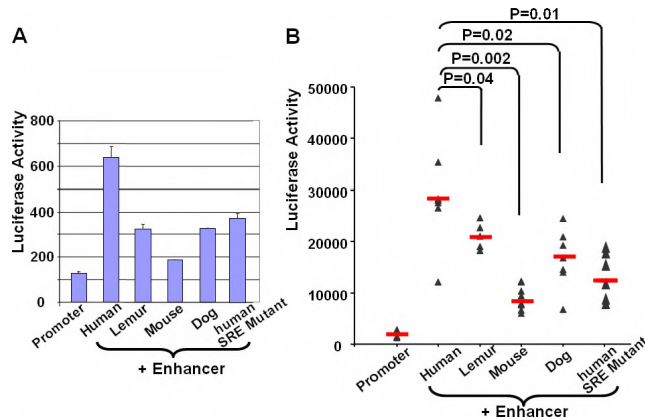 A
Luciferase Activity
800
600
400
200
0
Promoter
Human
Lemur
Mouse
Dog
human
SRE Mutant
+ Enhancer
B
P=0.01
P=0.02
P=0.002
P=0.04
Luciferase Activity
50000
40000
30000
20000
10000
0
Promoter
Human
Lemur
Mouse
Dog
human
SRE Mutant
+ Enhancer